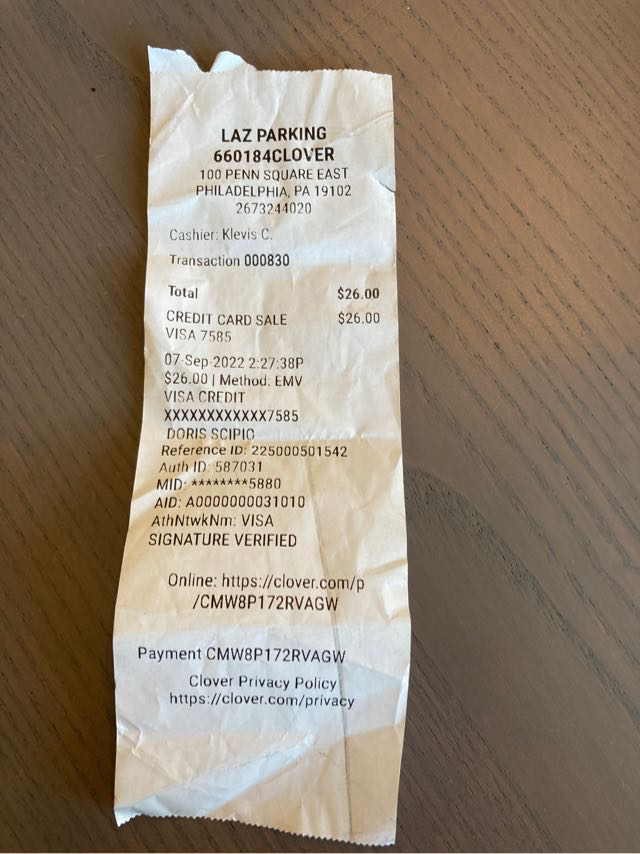 LAZ PARKING
660184CLOVER
100 PENN SQUARE EAST
PHILADELPHIA, PA 19102
2673244020
Cashier: Klevis C.
Transaction 000830
Total $26.00
CREDIT CARD SALE $26.00
VISA 7585
07-Sep-2022 2:27:38P
$26.00 | Method: EMV
VISA CREDIT
XXXXXXXXXXXX7585
DORIS SCIPIO
Reference ID: 225000501542
Auth ID: 587031
MID: ********5880
AID: A0000000031010
AthNtwkNm: VISA
SIGNATURE VERIFIED
Online: https://clover.com/p
/CMW8P172RVAGW
Payment CMW8P172RVAGW
Clover Privacy Policy
https://clover.com/privacy